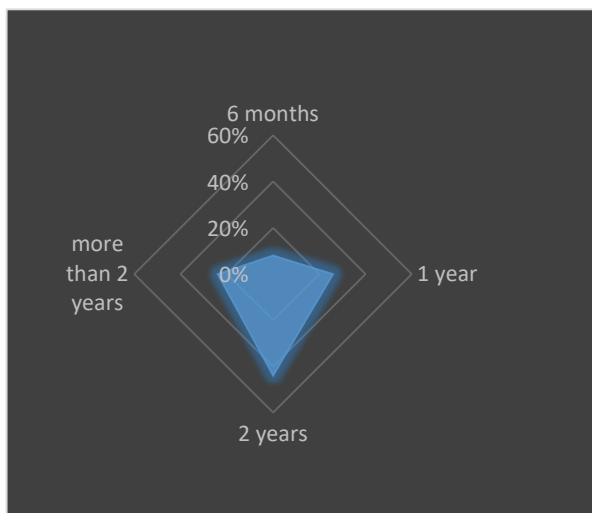 6 months
60%
40%
20%
0%
more
than 2
years
1 year
2 years